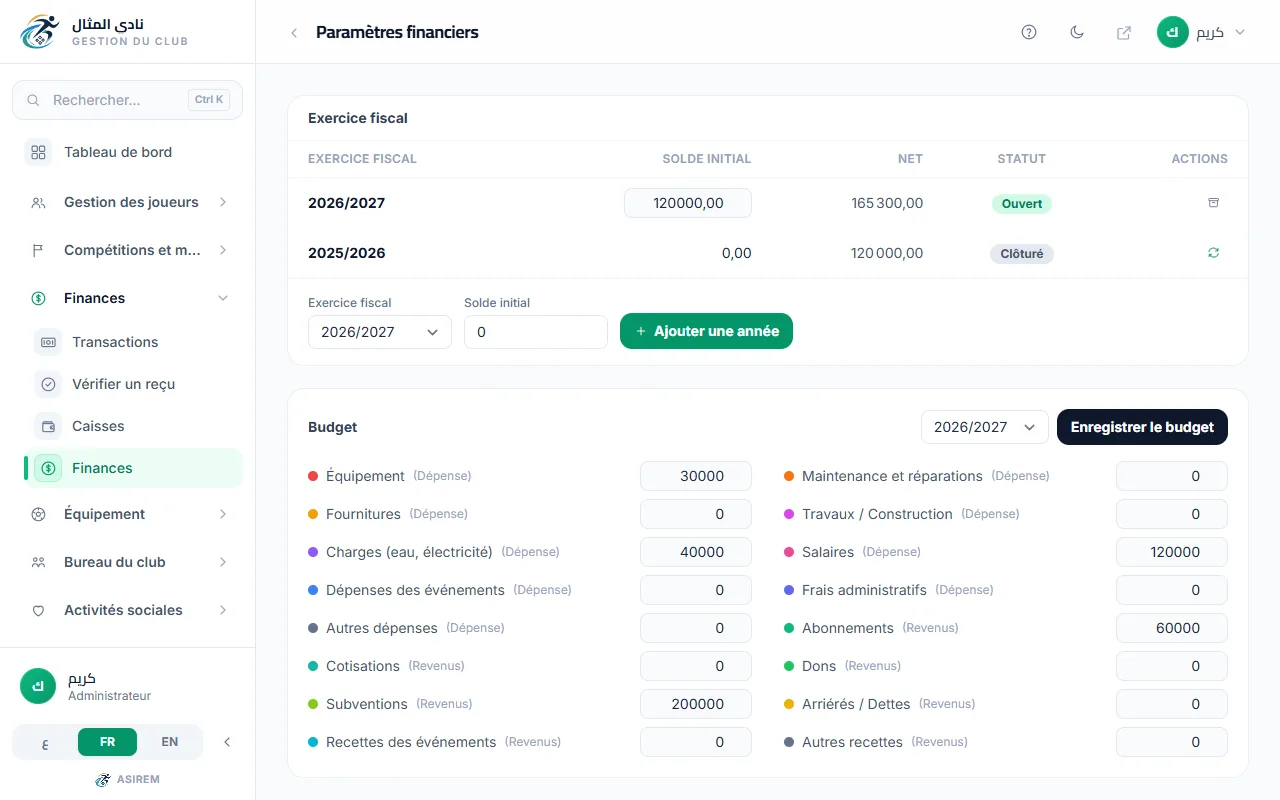 نادي المثال
GESTION DU CLUB
Paramètres financiers
ك
كريم
Rechercher...
Ctrl K
Tableau de bord
Gestion des joueurs
Compétitions et m...
Finances
Transactions
Vérifier un reçu
Caisses
Finances
Équipement
Bureau du club
Activités sociales
ك
كريم
Administrateur
ع
FR
EN
ASIREM
Exercice fiscal
EXERCICE FISCAL SOLDE INITIAL NET STATUT ACTIONS
2026/2027 120000,00 165 300,00 Ouvert
2025/2026 0,00 120 000,00 Clôturé
Exercice fiscal Solde initial
2026/2027 0 + Ajouter une année
Budget 2026/2027 Enregistrer le budget
Équipement (Dépense) 30000 Maintenance et réparations (Dépense) 0
Fournitures (Dépense) 0 Travaux / Construction (Dépense) 0
Charges (eau, électricité) (Dépense) 40000 Salaires (Dépense) 120000
Dépenses des événements (Dépense) 0 Frais administratifs (Dépense) 0
Autres dépenses (Dépense) 0 Abonnements (Revenus) 60000
Cotisations (Revenus) 0 Dons (Revenus) 0
Subventions (Revenus) 200000 Arriérés / Dettes (Revenus) 0
Recettes des événements (Revenus) 0 Autres recettes (Revenus) 0